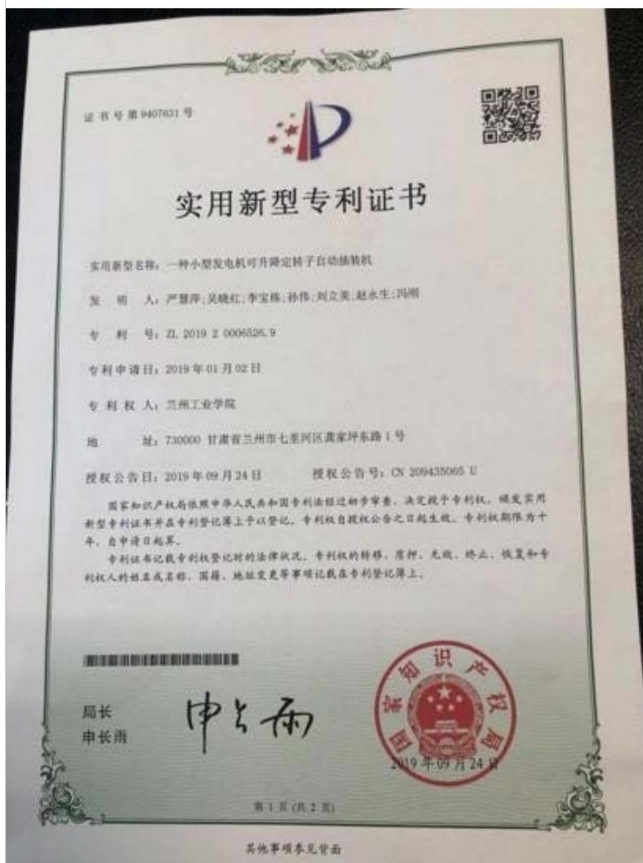 证书号第9407631号
实用新型专利证书
实用新型名称：一种小型发电机可升降定转子自动插装机
发 明 人：严慧萍;吴晓红;李宝栋;孙伟;刘立美;赵永生;冯刚
专 利 号：ZL 2019 2 0006526.9
专利申请日：2019年01月02日
专 利 权 人：兰州工业学院
地 址：730000 甘肃省兰州市七里河区龚家坪东路1号
授权公告日：2019年09月24日 授权公告号：CN 209435065 U
国家知识产权局依照中华人民共和国专利法经过初步审查，决定授予专利权，颁发实用
新型专利证书并在专利登记簿上予以登记。专利权自授权公告之日起生效。专利权期限为十
年，自申请日起算。
专利证书记载专利权登记时的法律状况。专利权的转移、质押、无效、终止、恢复和专
利权人的姓名或名称、国籍、地址变更等事项记载在专利登记簿上。
局长
申长雨
申长雨
国家知识产权局
2019年09月24日
第1页(共2页)
其他事项参见背面